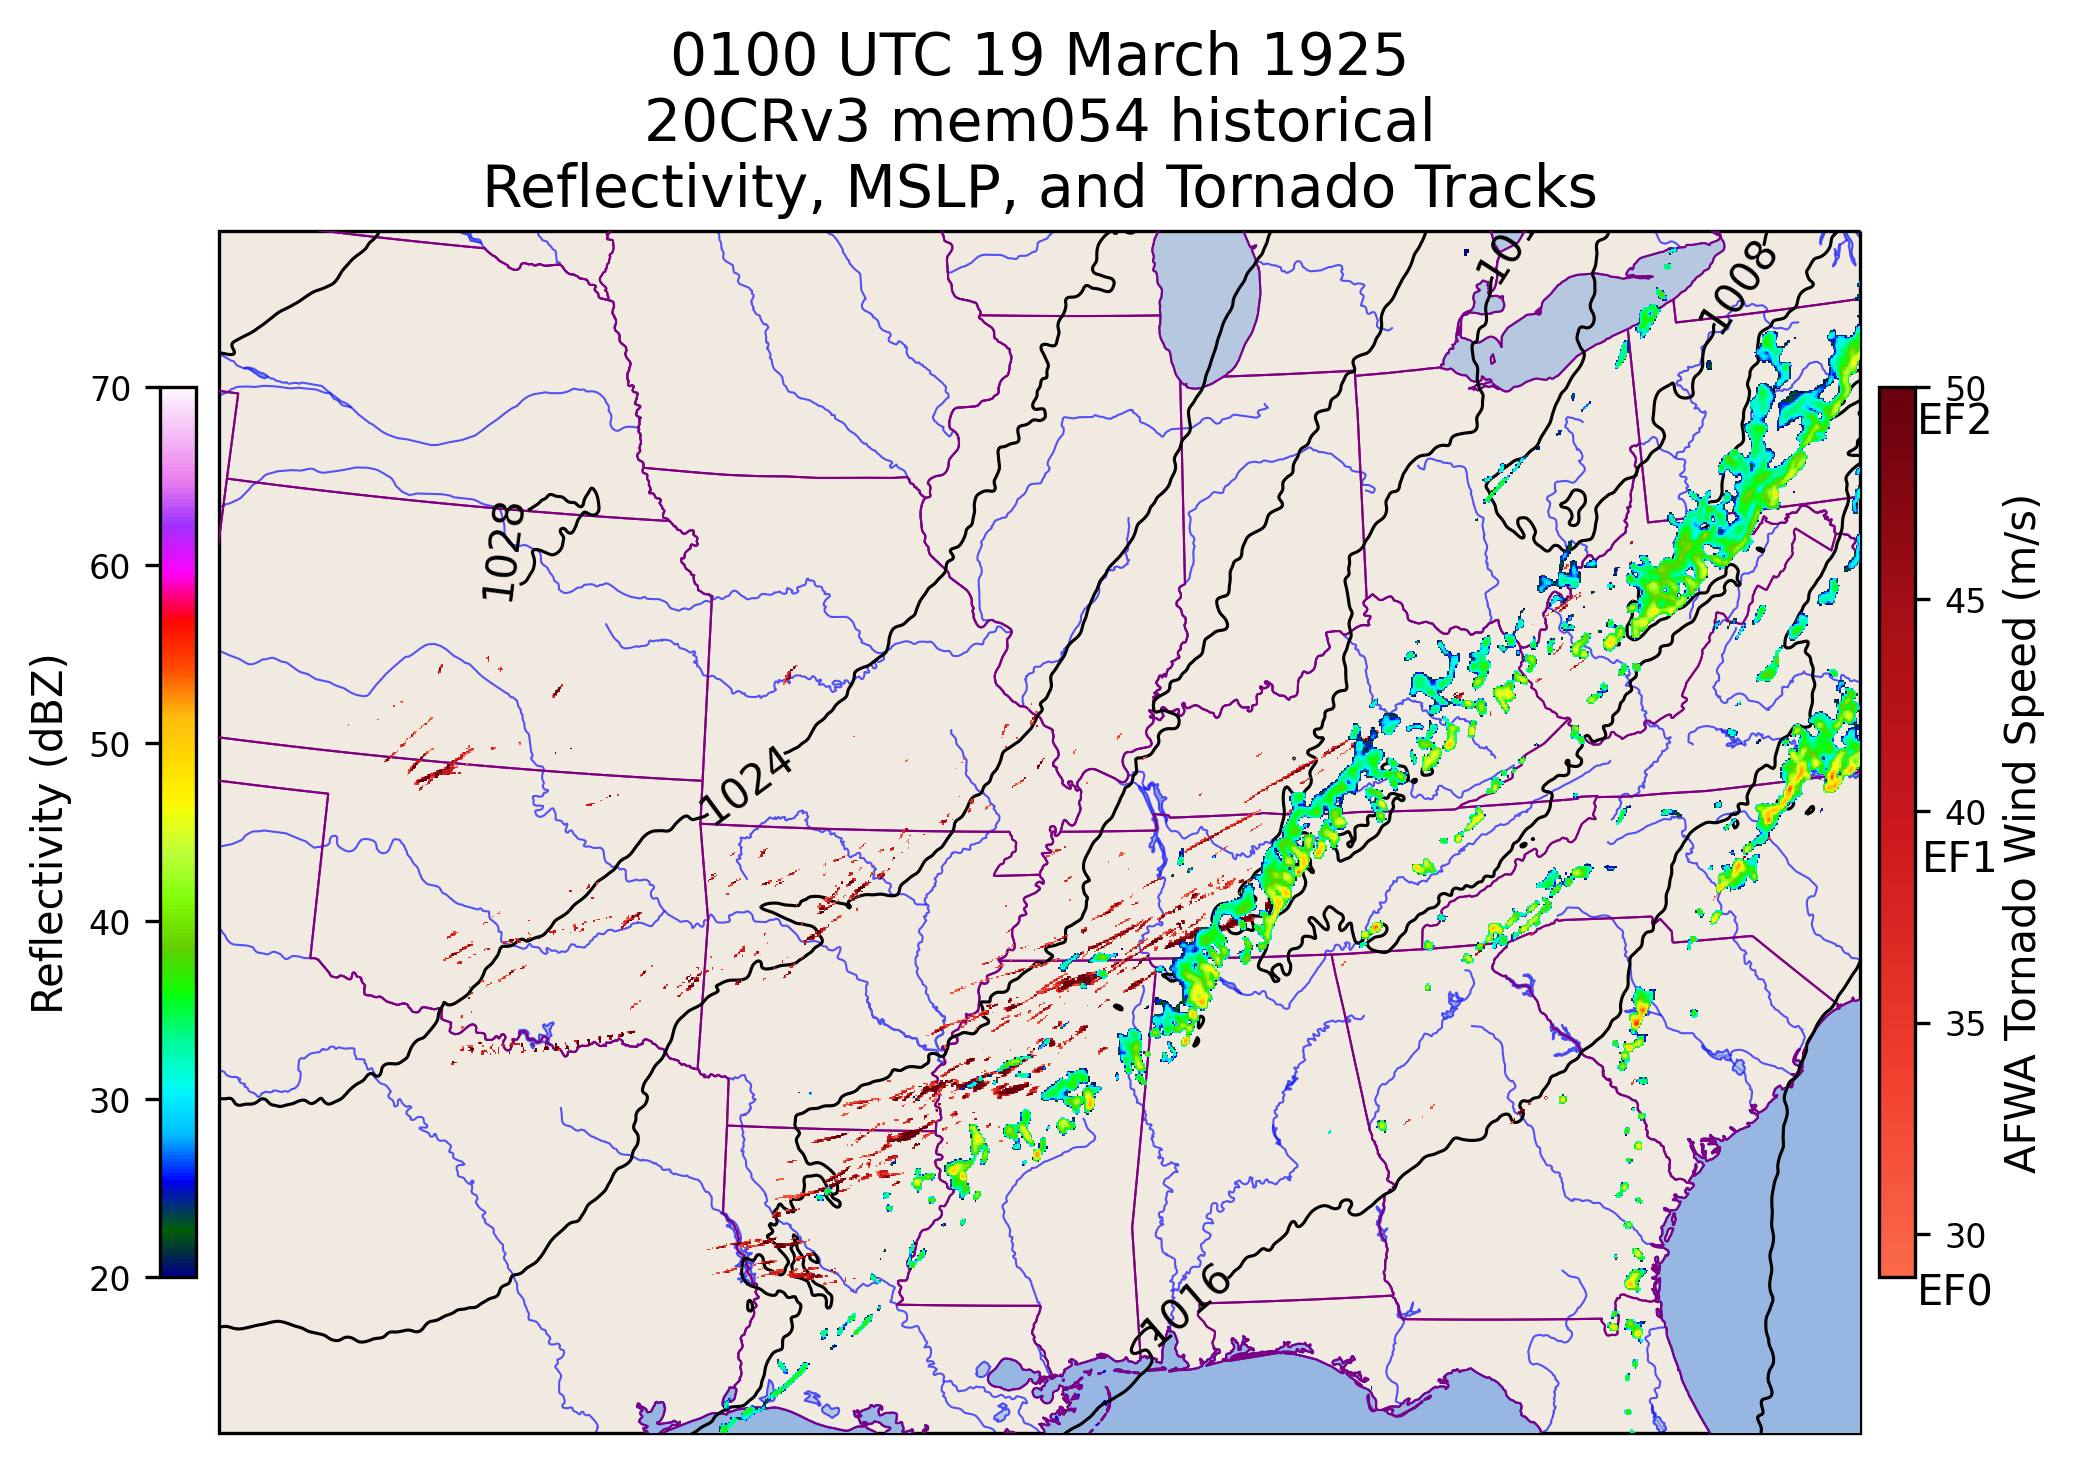 0100 UTC 19 March 1925
20CRv3 mem054 historical
Reflectivity, MSLP, and Tornado Tracks
1008
1028
1024
1016
70
60
50
40
30
20
Reflectivity (dBZ)
50
EF2
45
40
EF1
35
30
EF0
AFWA Tornado Wind Speed (m/s)